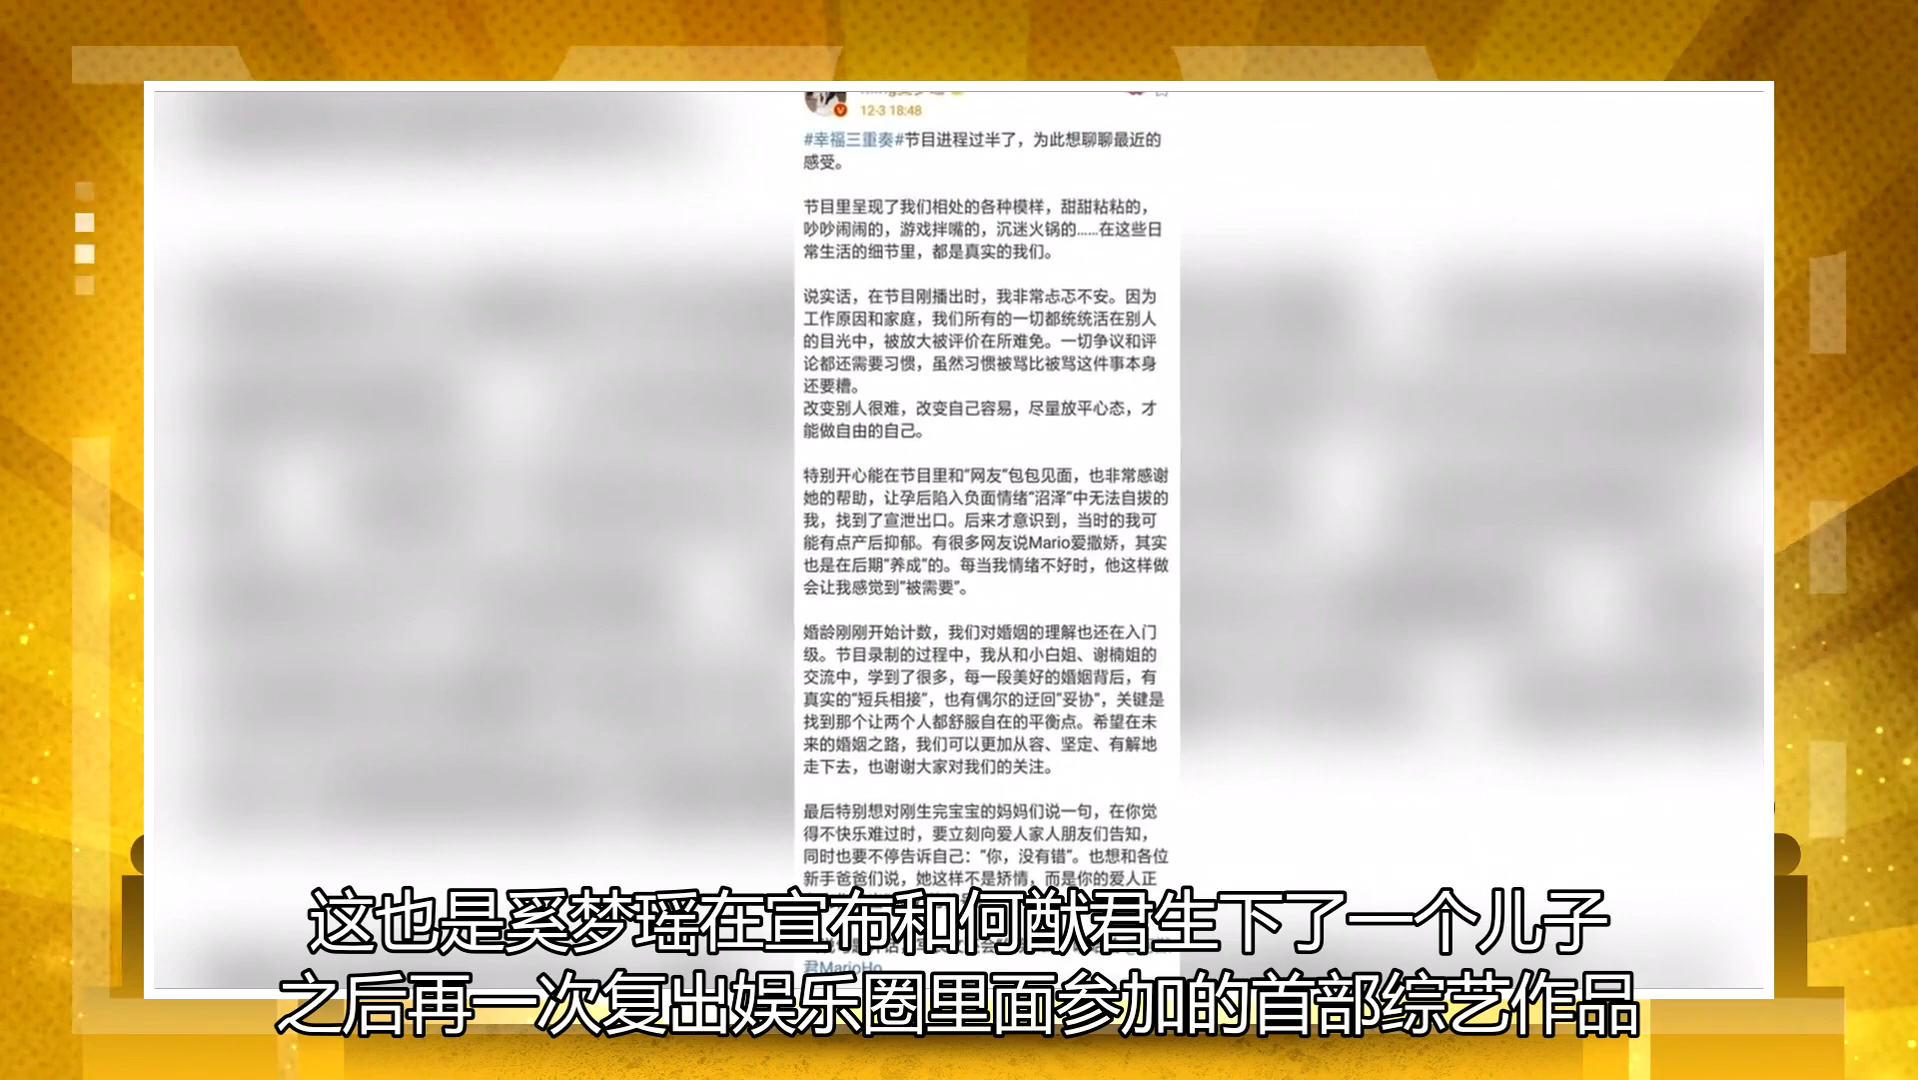 12-3 18:48
#幸福三重奏#节目进程过半了，为此想聊聊最近的
感受。
节目里呈现了我们相处的各种模样，甜甜粘粘的，
吵吵闹闹的，游戏拌嘴的，沉迷火锅的……在这些日
常生活的细节里，都是真实的我们。
说实话，在节目刚播出时，我非常忐忑不安。因为
工作原因和家庭，我们所有的一切都统统活在别人
的目光中，被放大被评价在所难免。一切争议和评
论都还需要习惯，虽然习惯被骂比被骂这件事本身
还要糟。
改变别人很难，改变自己容易，尽量放平心态，才
能做自由的自己。
特别开心能在节目里和“网友”包包见面，也非常感谢
她的帮助，让孕后陷入负面情绪“沼泽”中无法自拔的
我，找到了宣泄出口。后来才意识到，当时的我可
能有点产后抑郁。有很多网友说Mario爱撒娇，其实
也是在后期“养成”的。每当我情绪不好时，他这样做
会让我感觉到“被需要”。
婚龄刚刚开始计数，我们对婚姻的理解也还在入门
级。节目录制的过程中，我从和小白姐、谢楠姐的
交流中，学到了很多，每一段美好的婚姻背后，有
真实的“短兵相接”，也有偶尔的迂回“妥协”，关键是
找到那个让两个人都舒服自在的平衡点。希望在未
来的婚姻之路，我们可以更加从容、坚定、有解地
走下去，也谢谢大家对我们的关注。
最后特别想对刚生完宝宝的妈妈们说一句，在你觉
得不快乐难过时，要立刻向爱人家人朋友们告知，
同时也要不停告诉自己：“你，没有错”。也想和各位
新手爸爸们说，她这样不是矫情，而是你的爱人正
君MarioHo
这也是奚梦瑶在宣布和何猷君生下了一个儿子
之后再一次复出娱乐圈里面参加的首部综艺作品